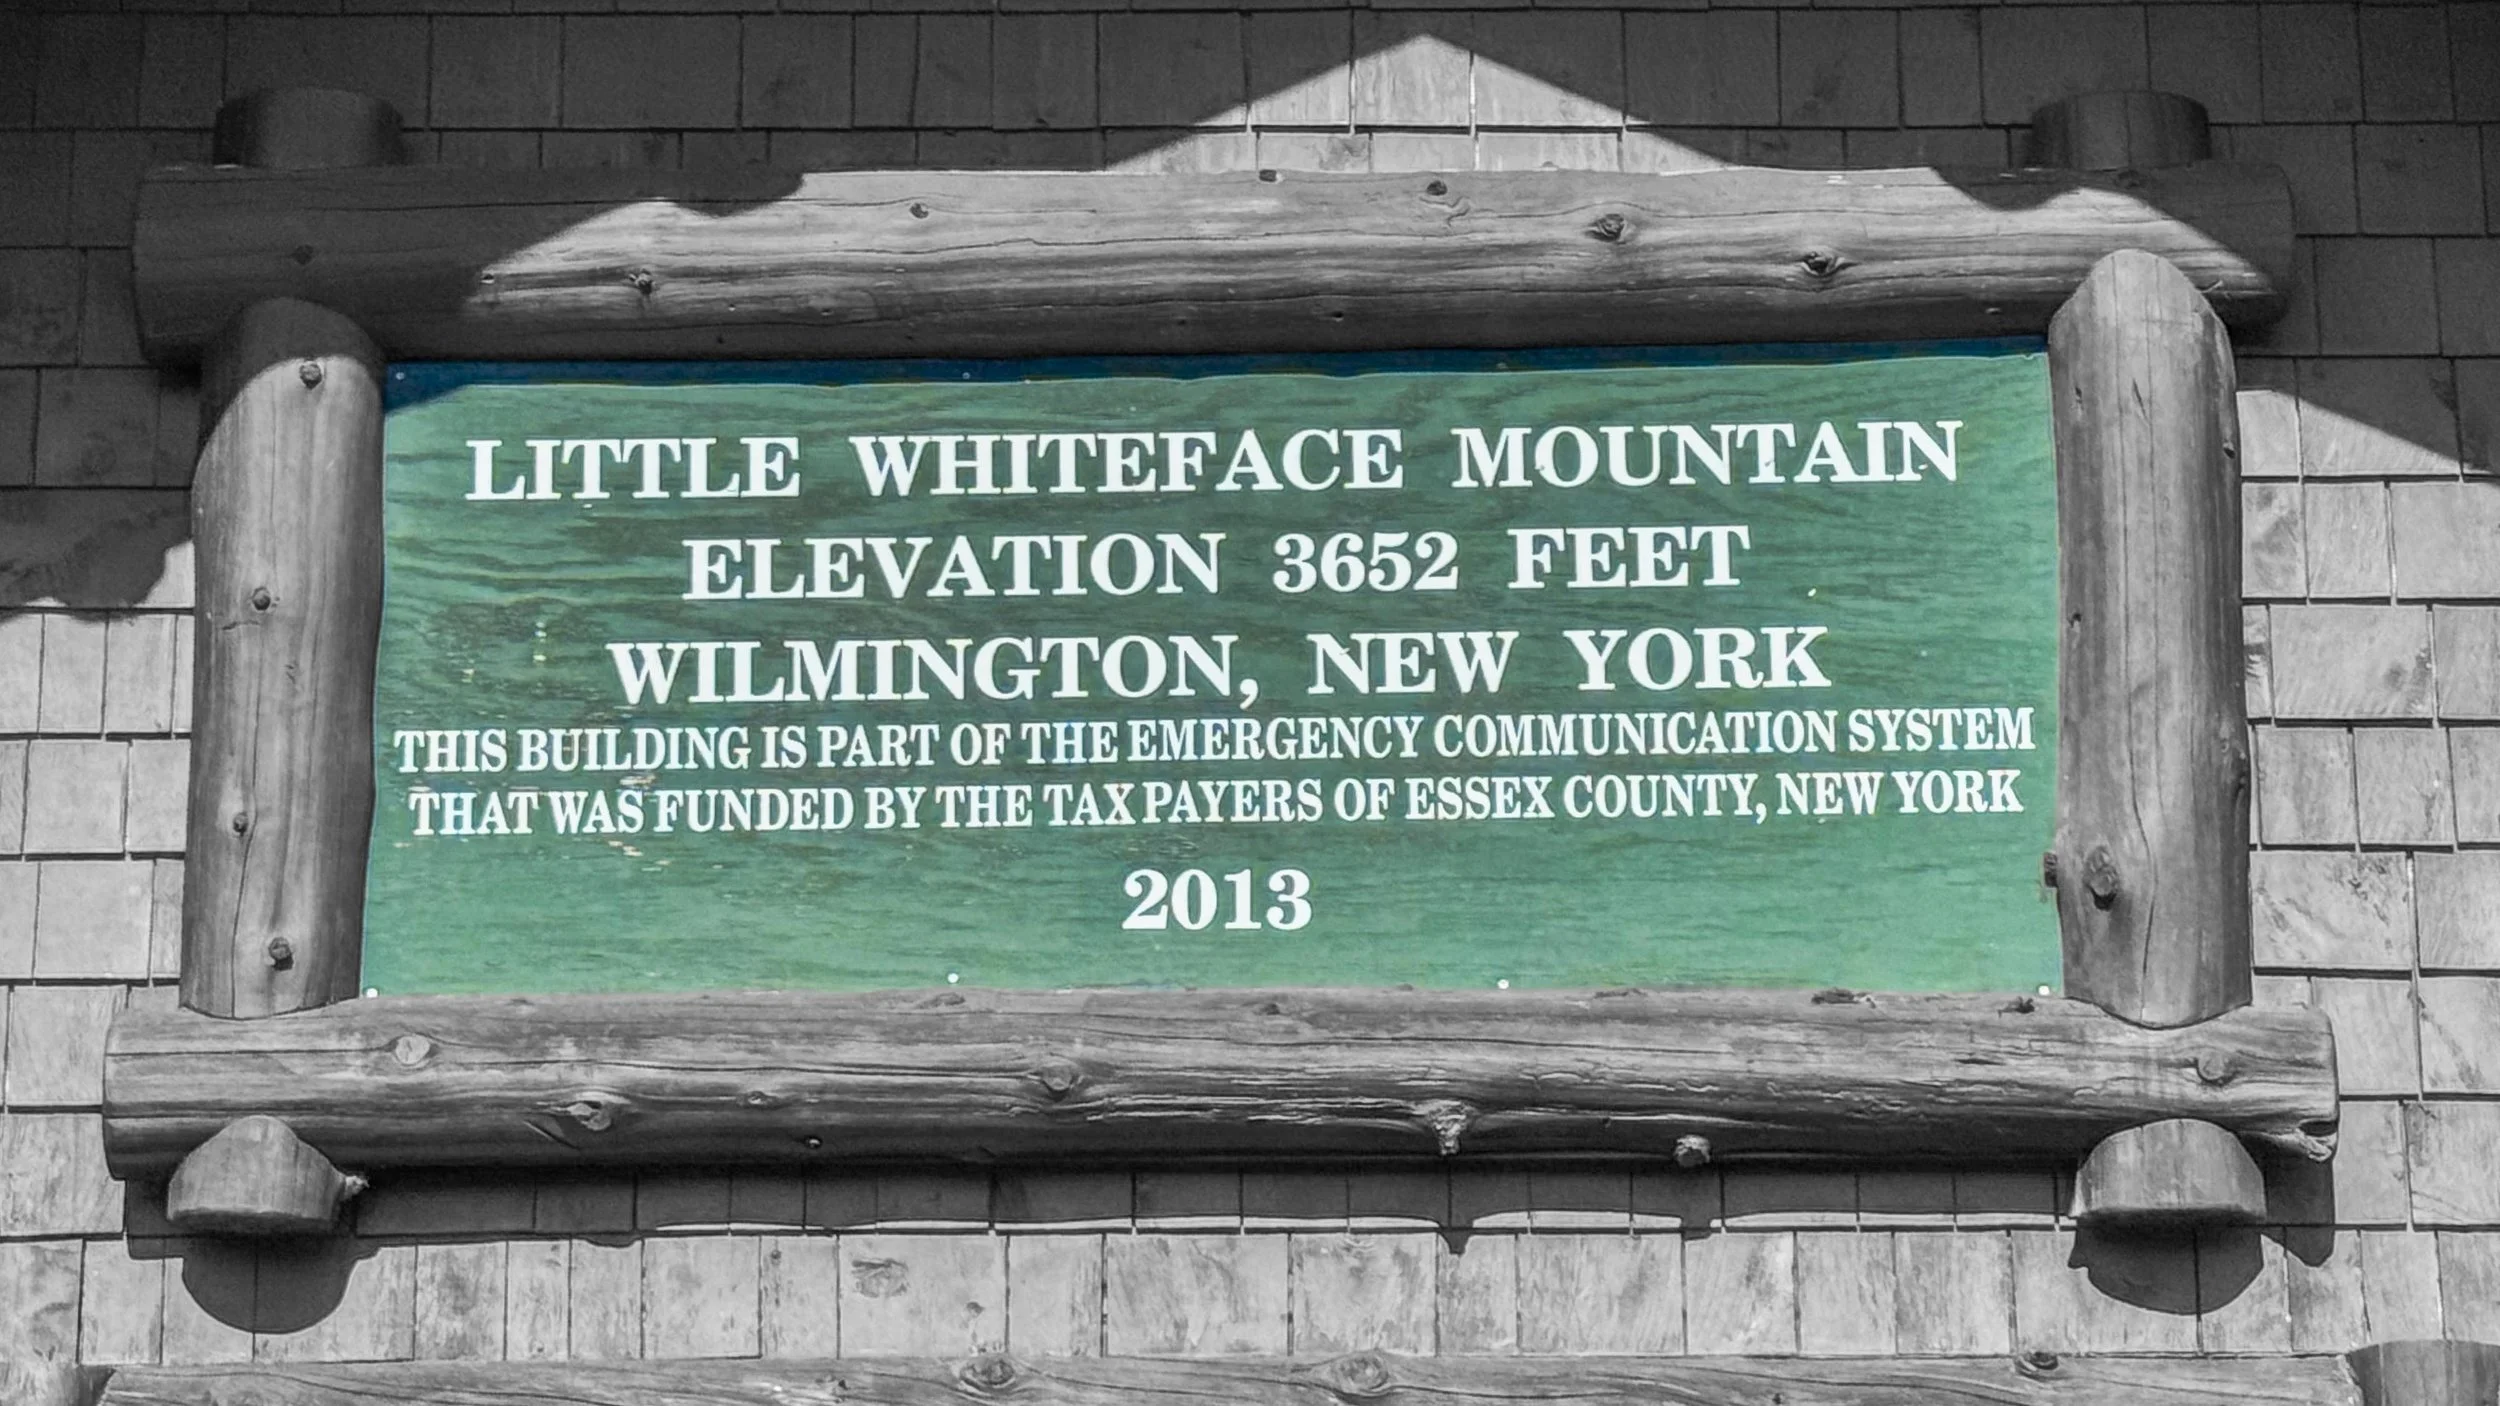 LITTLE WHITEFACE MOUNTAIN
ELEVATION 3652 FEET
WILMINGTON, NEW YORK
THIS BUILDING IS PART OF THE EMERGENCY COMMUNICATION SYSTEM
THAT WAS FUNDED BY THE TAX PAYERS OF ESSEX COUNTY, NEW YORK
2013